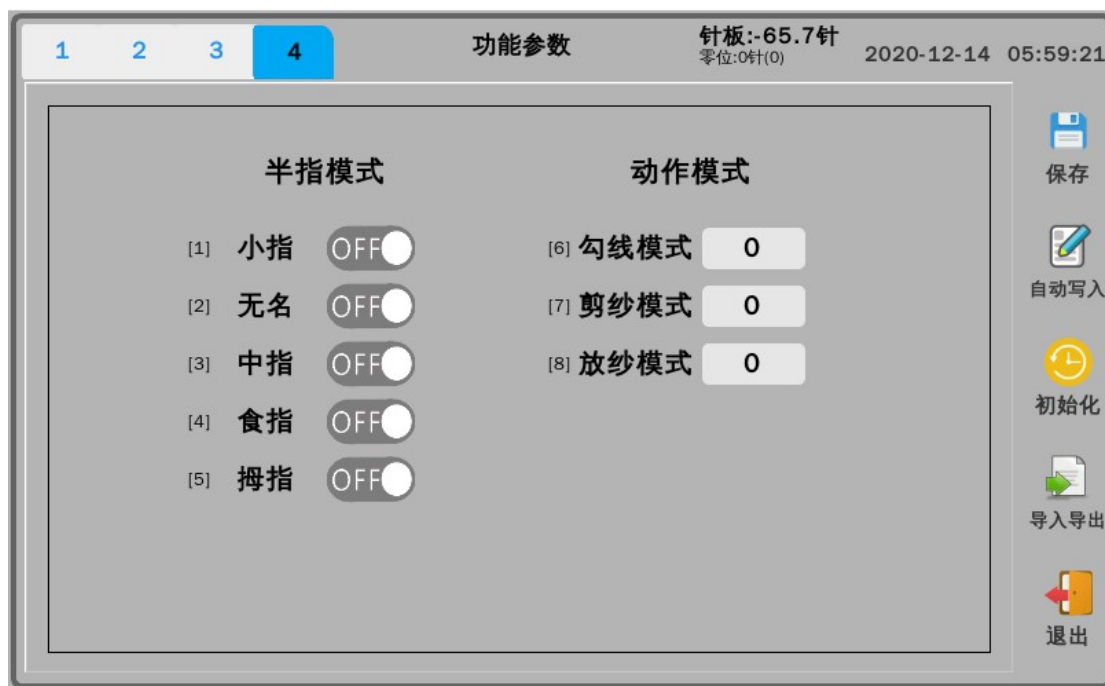 1 2 3 4 功能参数 针板:-65.7针 2020-12-14 05:59:21
零位:0针(0)
半指模式 动作模式
[1] 小指 OFF [6] 勾线模式 0
[2] 无名 OFF [7] 剪纱模式 0
[3] 中指 OFF [8] 放纱模式 0
[4] 食指 OFF
[5] 拇指 OFF
保存
自动写入
初始化
导入导出
退出